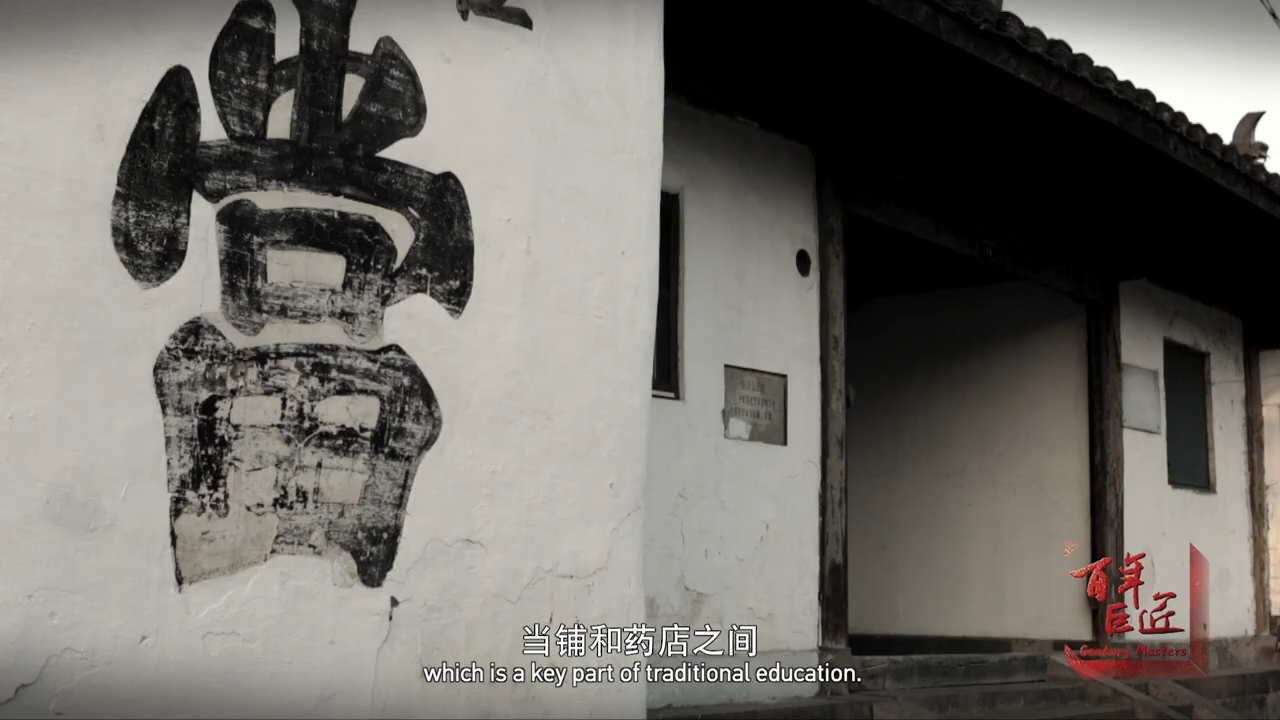 當
当铺和药店之间
which is a key part of traditional education.
百年
巨匠
Century Masters